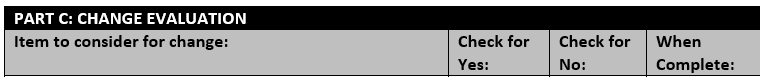 PART C: CHANGE EVALUATION
Item to consider for change: Check for Yes: Check for No: When Complete: